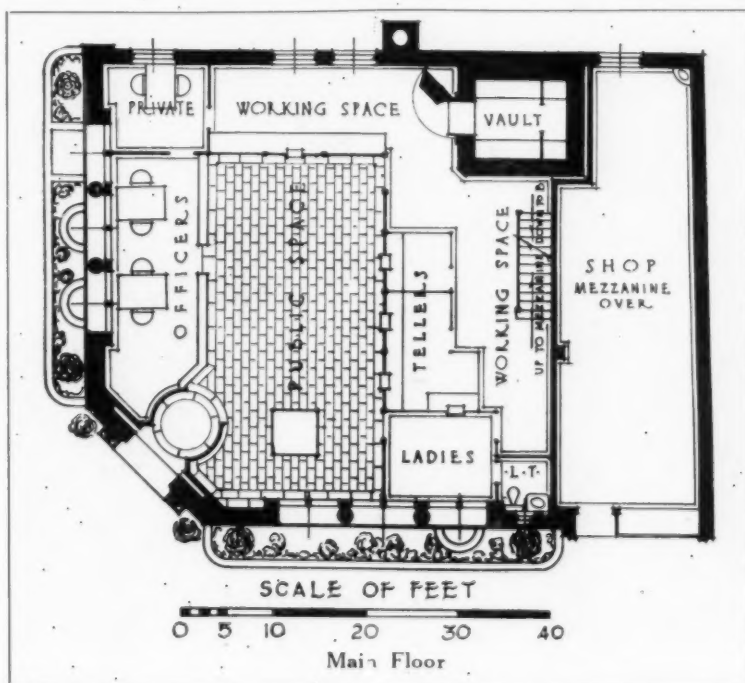 PRIVATE
WORKING SPACE
VAULT
OFFICERS
PUBLIC SPACE
TELLERS
WORKING SPACE
UP TO MEZZANINE DOWN TO B
SHOP
MEZZANINE
OVER
LADIES
L.T.
SCALE OF FEET
0 5 10 20 30 40
Main Floor